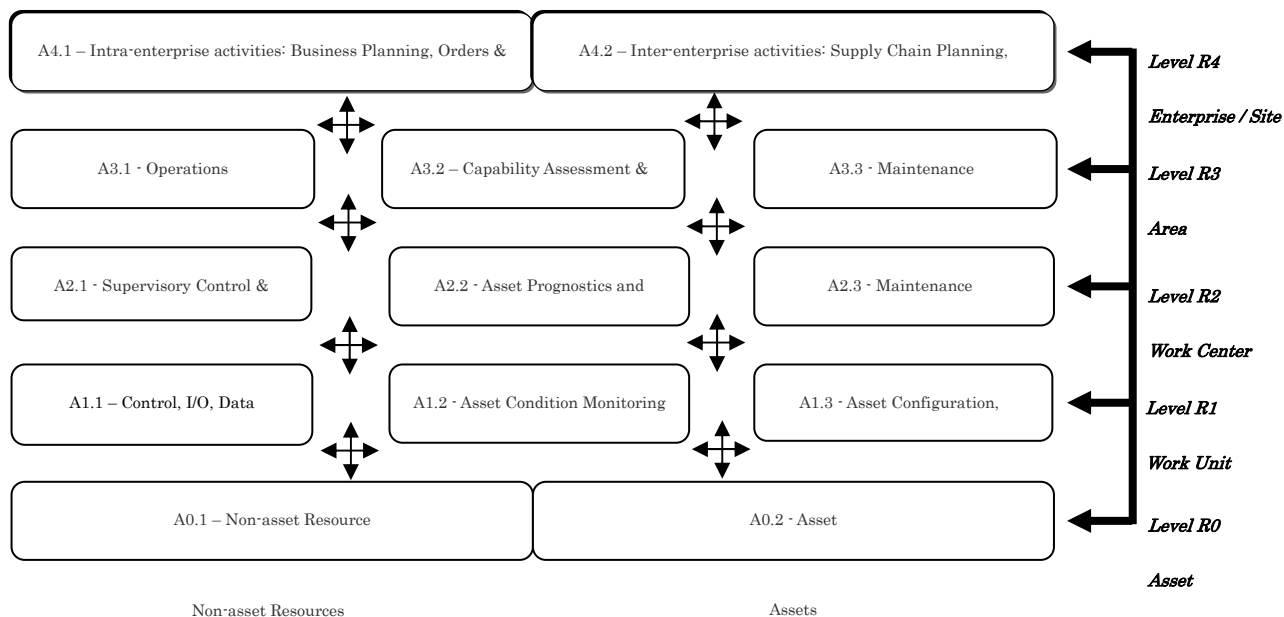 A4.1 – Intra-enterprise activities: Business Planning, Orders &
A4.2 – Inter-enterprise activities: Supply Chain Planning,
Level R4
Enterprise / Site
A3.1 - Operations
A3.2 – Capability Assessment &
A3.3 - Maintenance
Level R3
Area
A2.1 - Supervisory Control &
A2.2 - Asset Prognostics and
A2.3 - Maintenance
Level R2
Work Center
A1.1 – Control, I/O, Data
A1.2 - Asset Condition Monitoring
A1.3 - Asset Configuration,
Level R1
Work Unit
A0.1 – Non-asset Resource
A0.2 - Asset
Level R0
Asset
Non-asset Resources
Assets